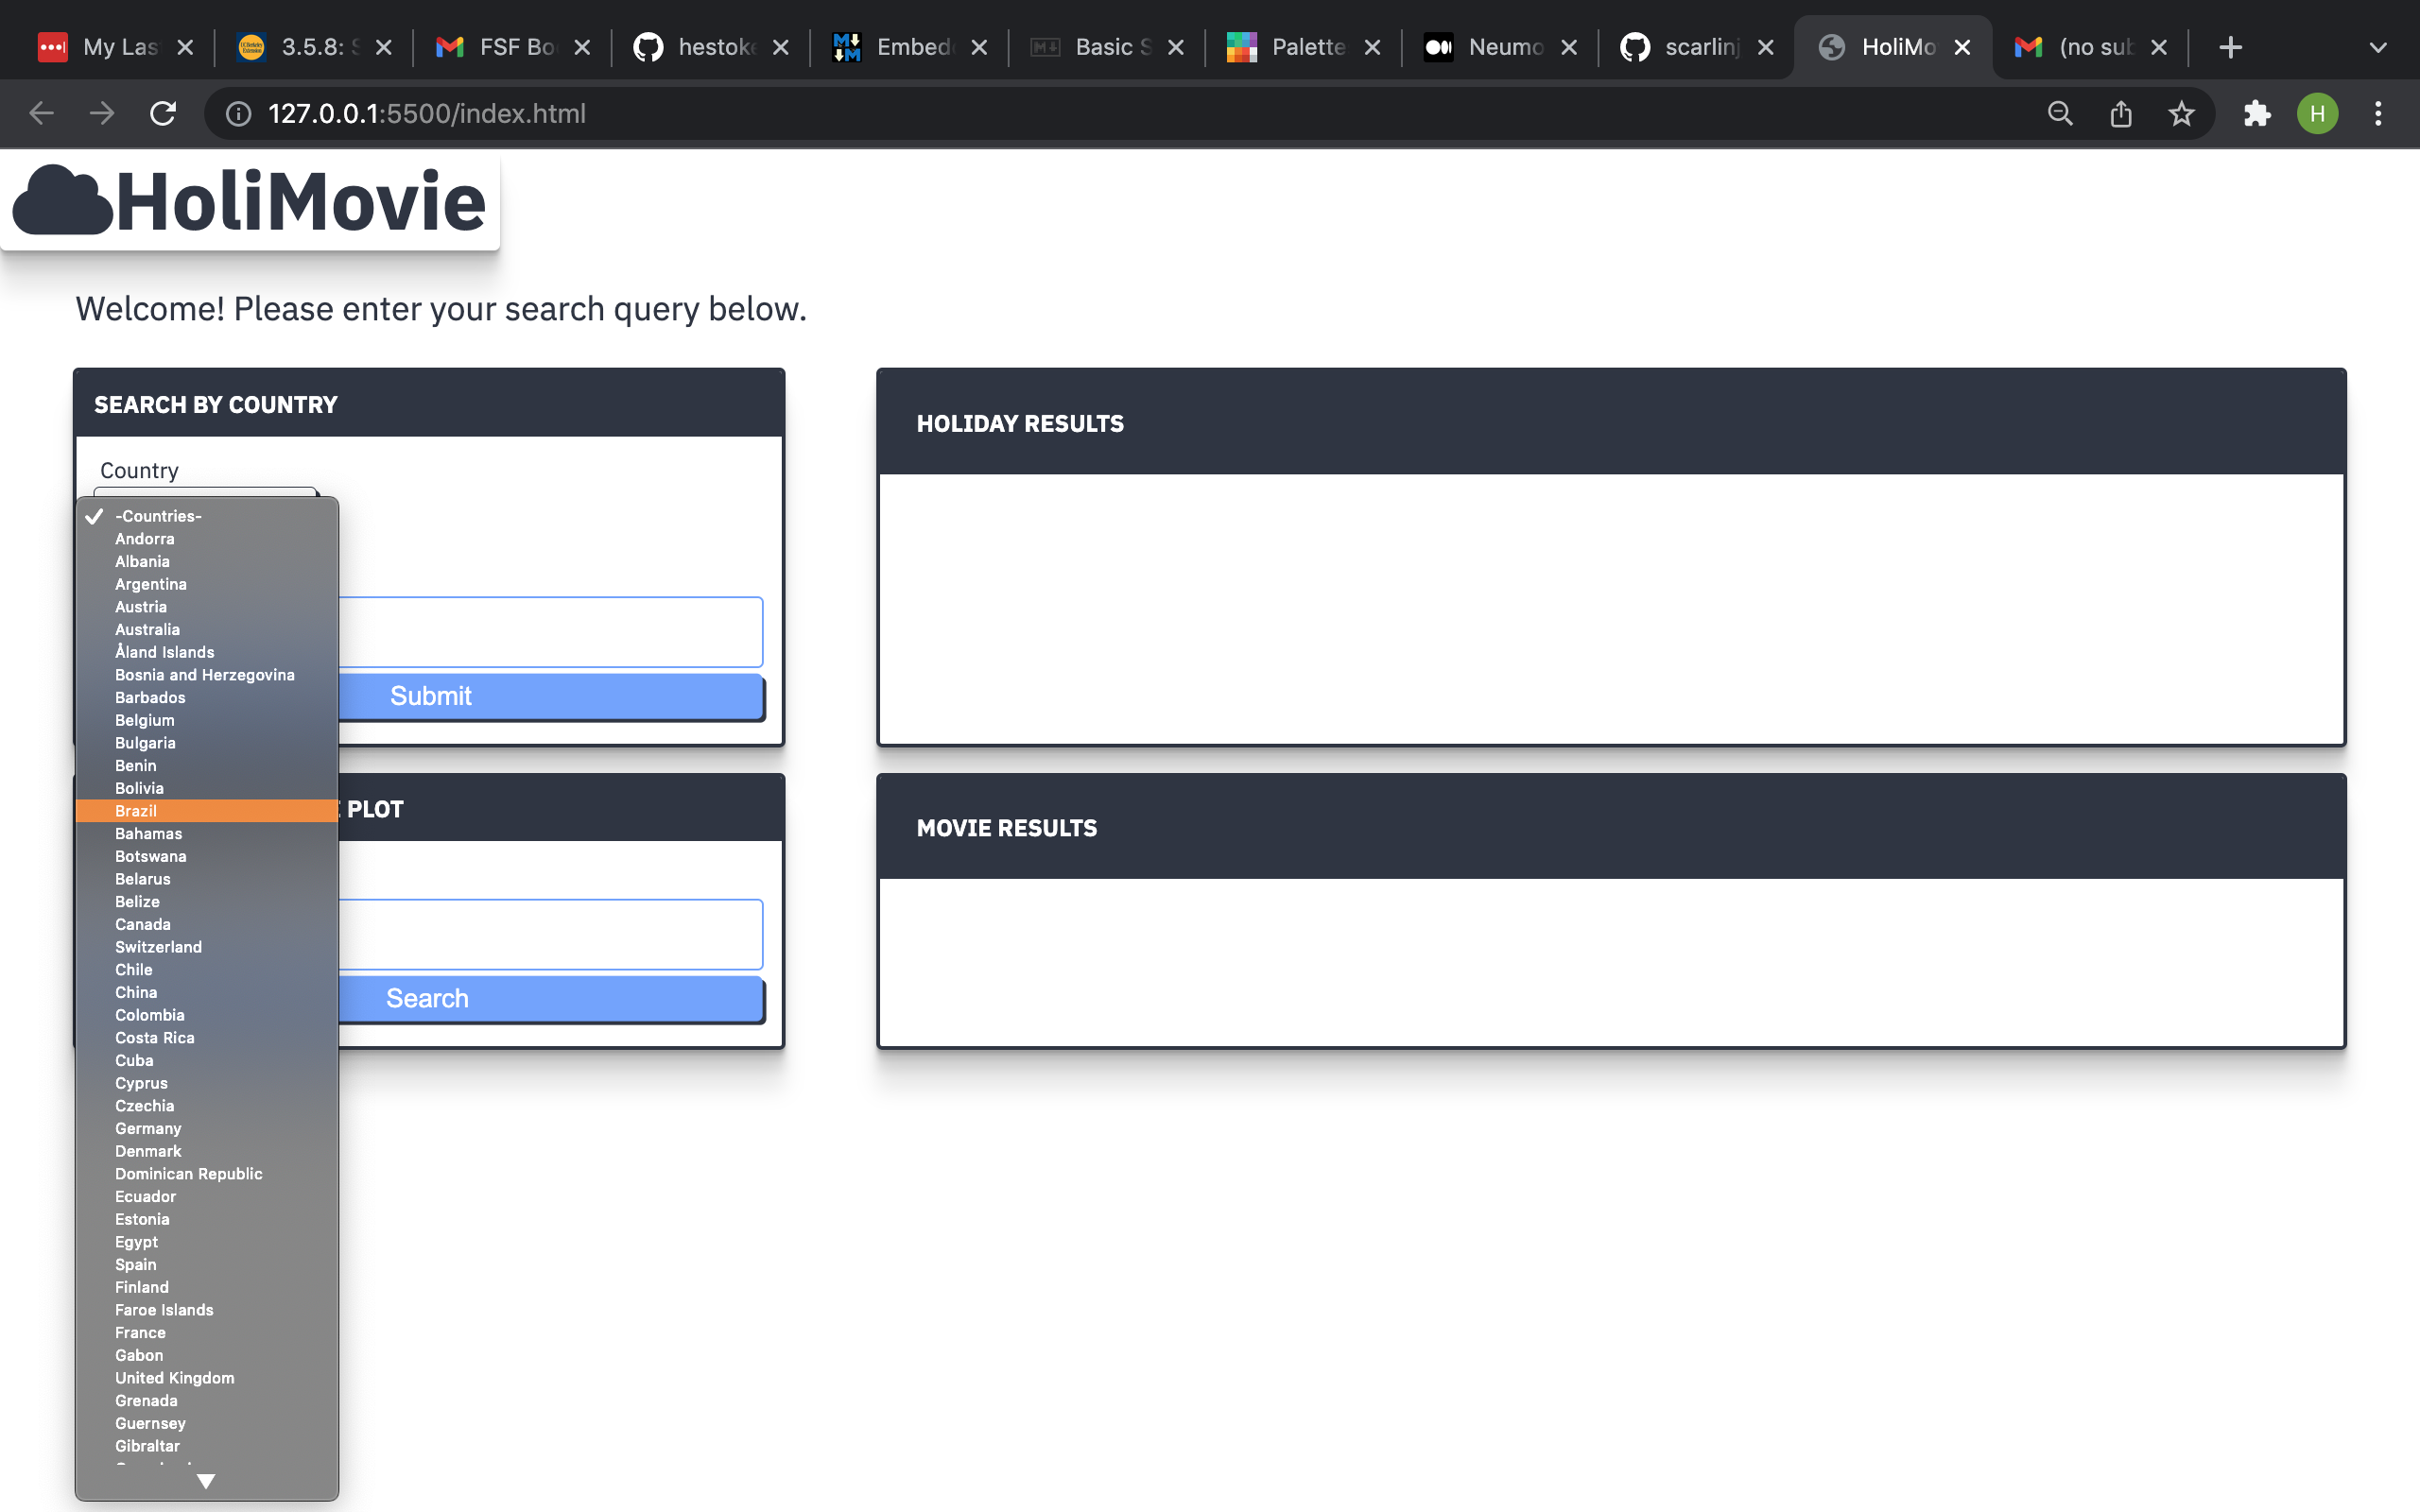 My Las
3.5.8: S
FSF Bo
hestoke
Embed
Basic S
Palette
Neumo
scarlinj
HoliMo
(no sub
127.0.0.1:5500/index.html
H
HoliMovie
Welcome! Please enter your search query below.
SEARCH BY COUNTRY
HOLIDAY RESULTS
Country
-Countries-
Andorra
Albania
Argentina
Austria
Australia
Åland Islands
Bosnia and Herzegovina
Barbados
Belgium
Bulgaria
Benin
Bolivia
Brazil
Bahamas
Botswana
Belarus
Belize
Canada
Switzerland
Chile
China
Colombia
Costa Rica
Cuba
Cyprus
Czechia
Germany
Denmark
Dominican Republic
Ecuador
Estonia
Egypt
Spain
Finland
Faroe Islands
France
Gabon
United Kingdom
Grenada
Guernsey
Gibraltar
Submit
PLOT
MOVIE RESULTS
Search